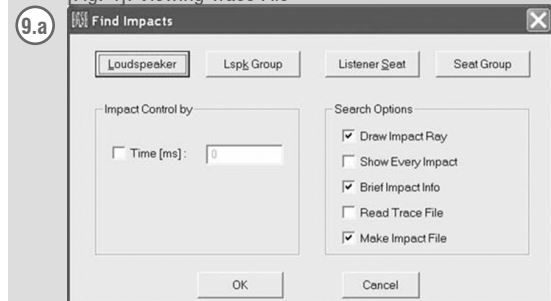 9.a
Find Impacts
Loudspeaker Lspk Group Listener Seat Seat Group
Impact Control by
Time [ms] : 0
Search Options
Draw Impact Ray
Show Every Impact
Brief Impact Info
Read Trace File
Make Impact File
OK Cancel